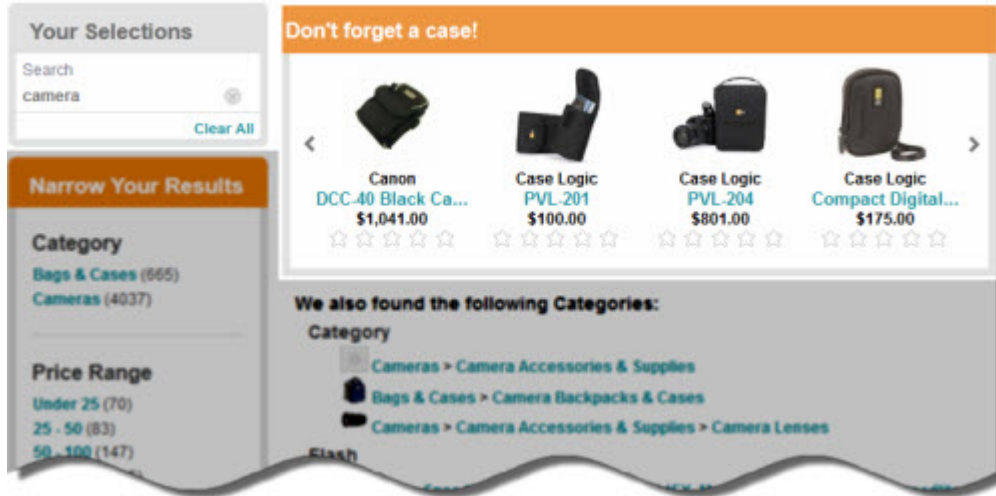 Your Selections
Search
camera
Clear All
Narrow Your Results
Category
Bags & Cases (665)
Cameras (4037)
Price Range
Under 25 (70)
25 - 50 (83)
50 - 100 (147)
Don't forget a case!
Canon
DCC-40 Black Ca...
$1,041.00
Case Logic
PVL-201
$100.00
Case Logic
PVL-204
$801.00
Case Logic
Compact Digital...
$175.00
We also found the following Categories:
Category
Cameras > Camera Accessories & Supplies
Bags & Cases > Camera Backpacks & Cases
Cameras > Camera Accessories & Supplies > Camera Lenses
Flash